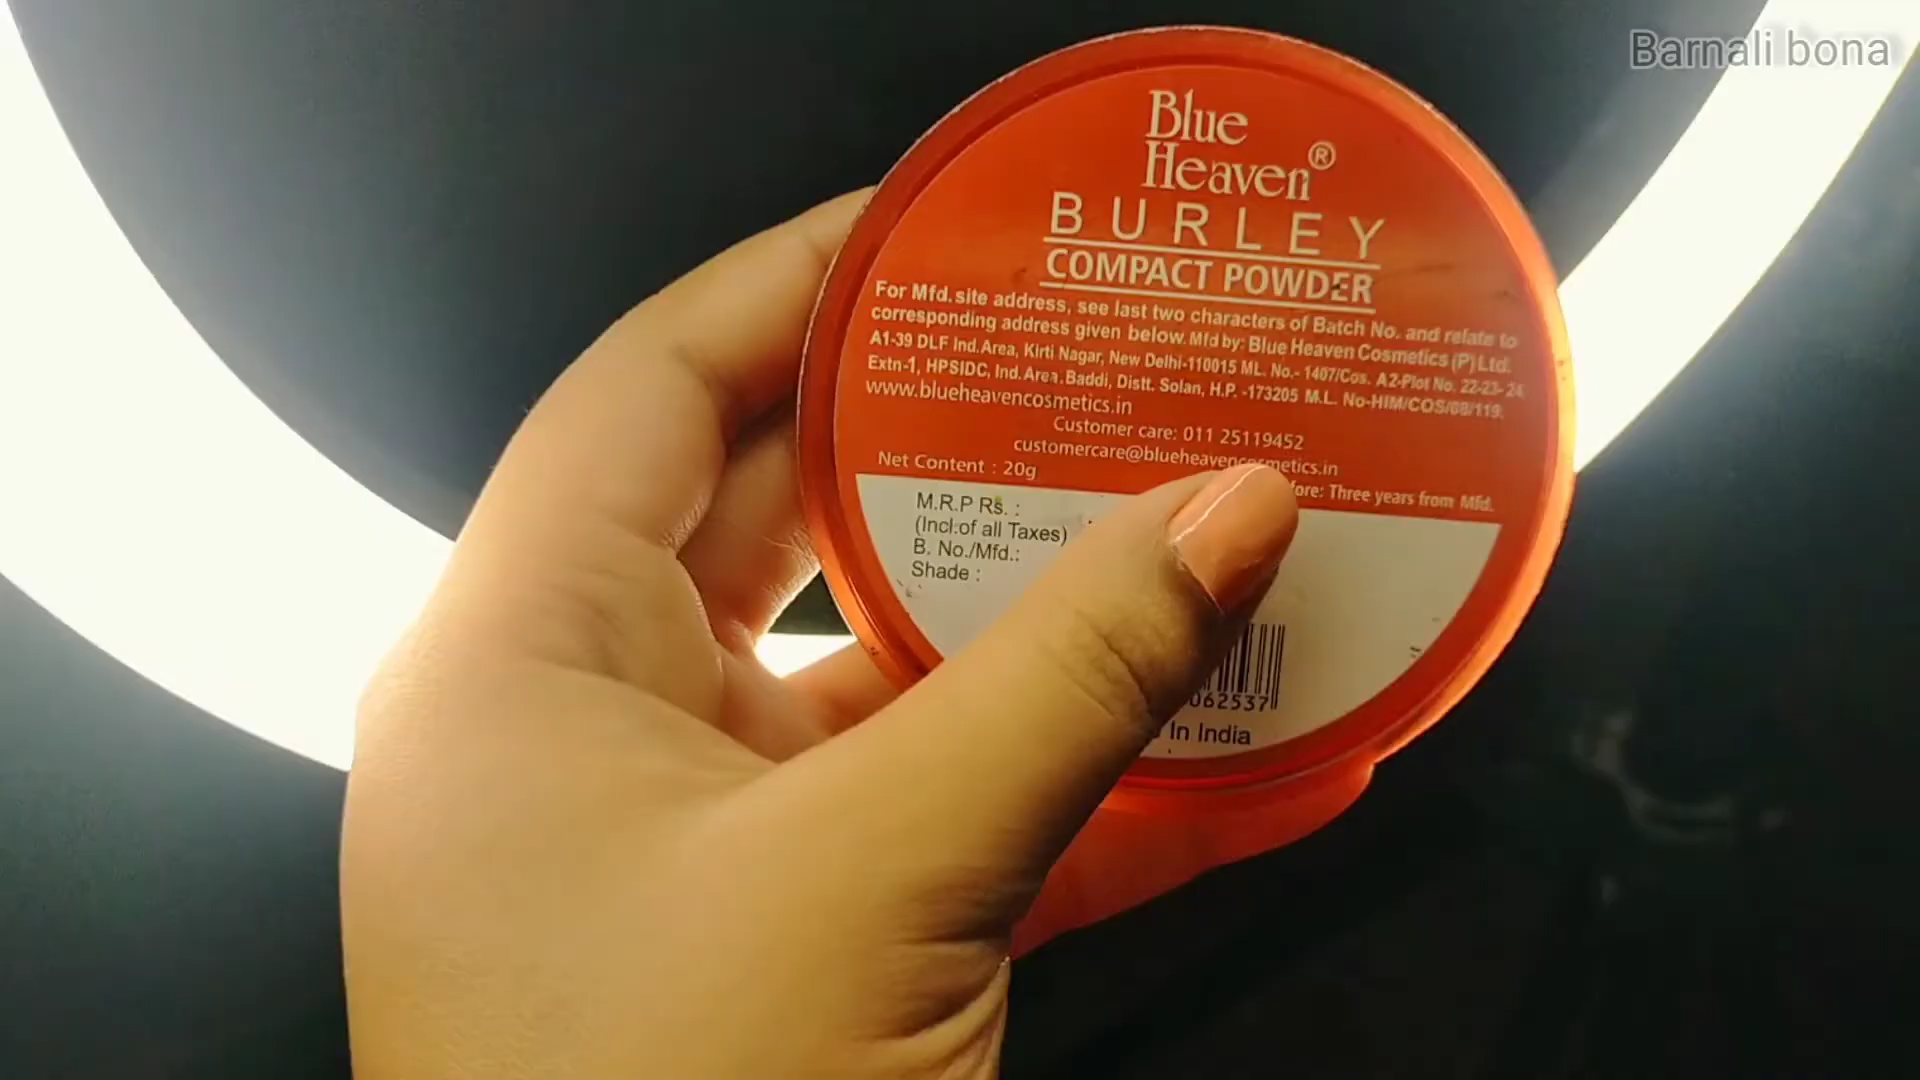 Barnali bona
Blue
Heaven®
BURLEY
COMPACT POWDER
For Mfd. site address, see last two characters of Batch No. and relate to
corresponding address given below. Mfd by: Blue Heaven Cosmetics (P) Ltd.
A1-39 DLF Ind. Area, Kirti Nagar, New Delhi-110015 ML. No.- 1407/Cos. A2-Plot No. 22-23- 24
Extn-1, HPSIDC, Ind. Area. Baddi, Distt. Solan, H.P. -173205 M.L. No-HIM/COS/08/119.
www.blueheavencosmetics.in
Customer care: 011 25119452
customercare@blueheavencosmetics.in
Net Content : 20g
fore: Three years from Mfd.
M.R.P Rs. :
(Incl.of all Taxes)
B. No./Mfd.:
Shade :
062537
In India